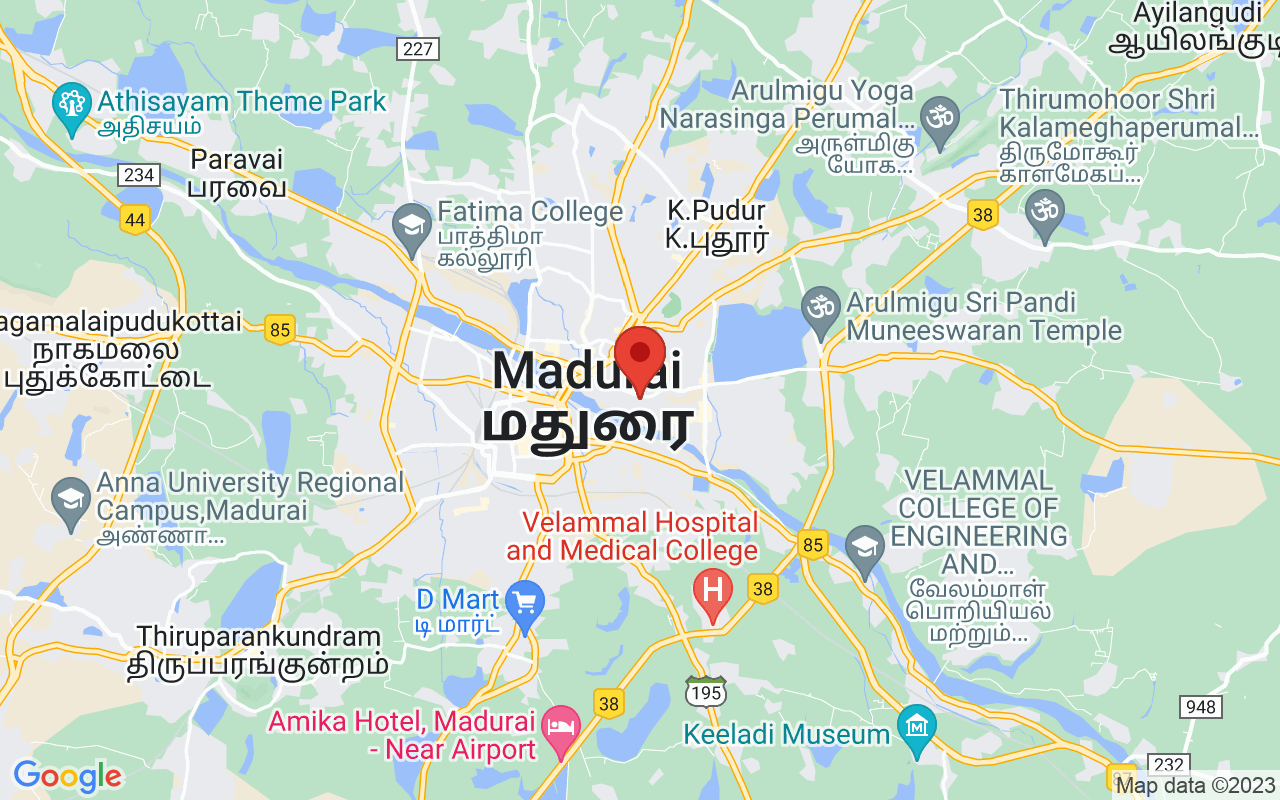 Ayilangudi
227
Athisayam Theme Park
அதிசயம்
Arulmigu Yoga
Narasinga Perumal...
அருள்மிகு
யோக...
Thirumohoor Shri
Kalameghaperumal...
திருமோகூர்
காளமேகப்...
Paravai
பரவை
234
44
Fatima College
பாத்திமா
கல்லூரி
K.Pudur
K.புதூர்
38
Arulmigu Sri Pandi
Muneeswaran Temple
agamalaipudukottai
நாகமலை
புதுக்கோட்டை
85
Madurai
மதுரை
Anna University Regional
Campus,Madurai
அண்ணா...
VELAMMAL
COLLEGE OF
ENGINEERING
AND...
வேலம்மாள்
பொறியியல்
மற்றும்...
Velammal Hospital
and Medical College
85
38
D Mart
டி மார்ட்
Thiruparankundram
திருப்பரங்குன்றம்
195
38
948
Amika Hotel, Madurai
- Near Airport
Keeladi Museum
232
Google
Map data ©2023